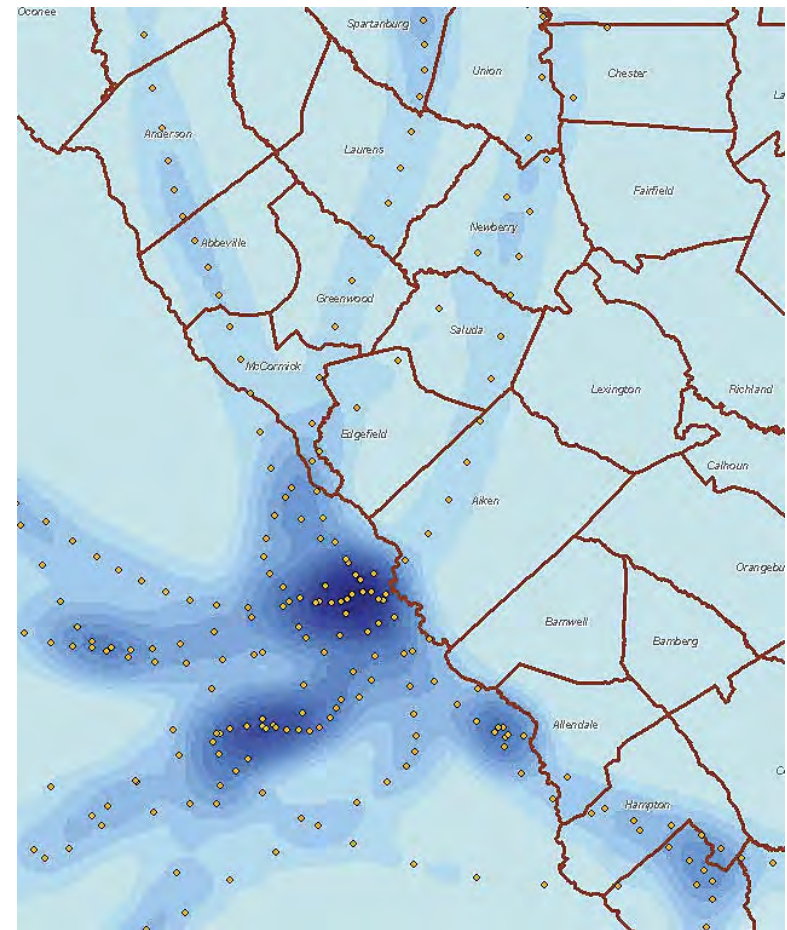 Oconee
Spartanburg
Union
Chester
La
Anderson
Laurens
Fairfield
Newberry
Abbeville
Greenwood
Saluda
McCormick
Lexington
Richland
Edgefield
Calhoun
Aiken
Orangebu
Barnwell
Bamberg
Allendale
C
Hampton